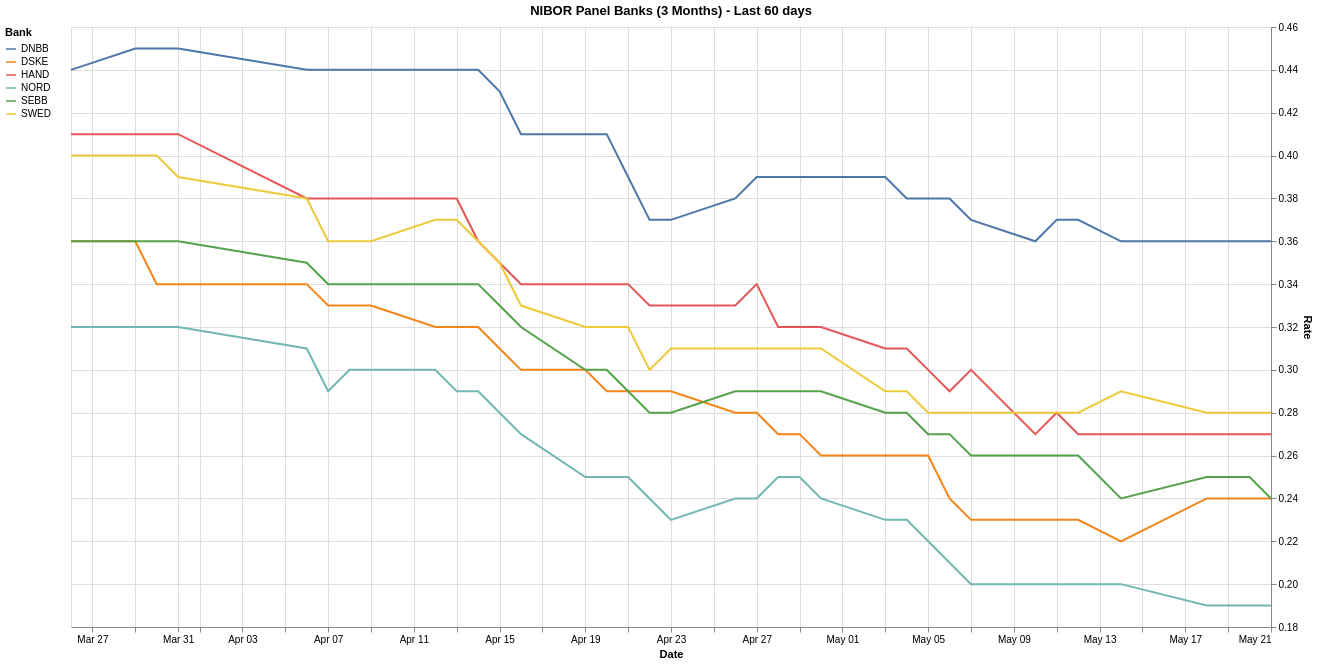 NIBOR Panel Banks (3 Months) - Last 60 days
Bank
DNBB
DSKE
HAND
NORD
SEBB
SWED
0.46
0.44
0.42
0.40
0.38
0.36
0.34
0.32
0.30
0.28
0.26
0.24
0.22
0.20
0.18
Rate
Mar 27 Mar 31 Apr 03 Apr 07 Apr 11 Apr 15 Apr 19 Apr 23 Apr 27 May 01 May 05 May 09 May 13 May 17 May 21
Date